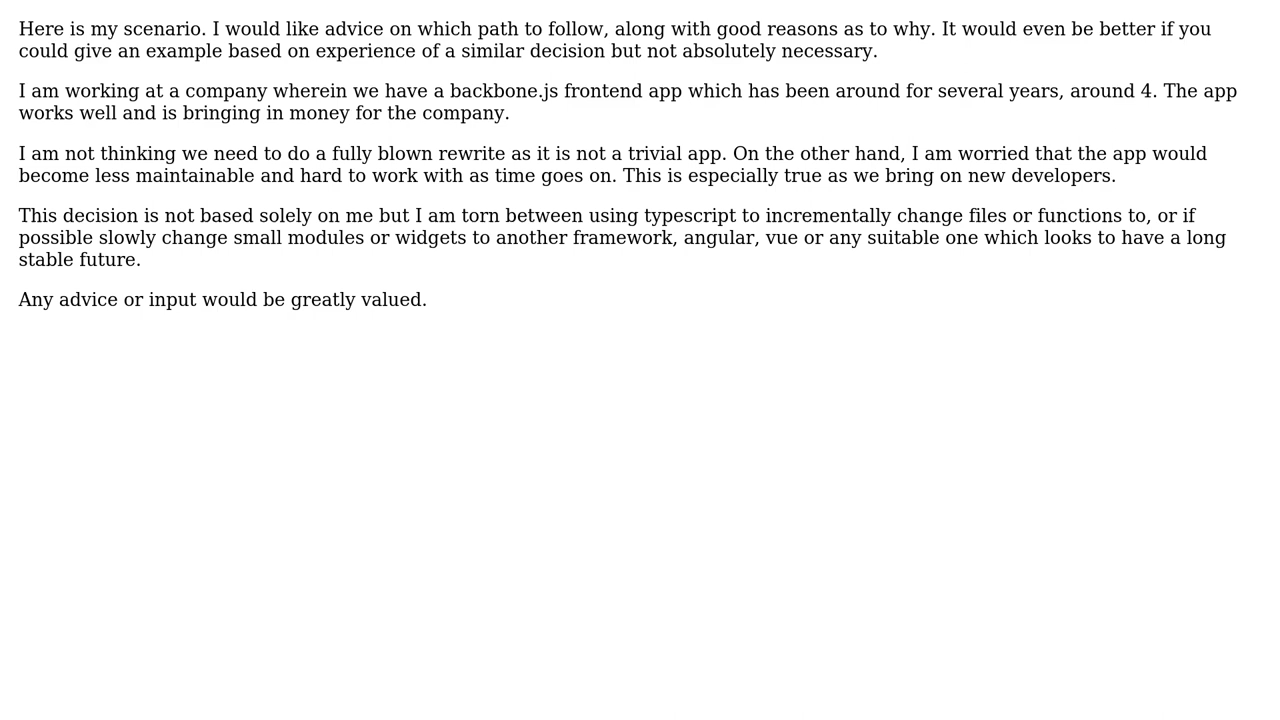 Here is my scenario. I would like advice on which path to follow, along with good reasons as to why. It would even be better if you
could give an example based on experience of a similar decision but not absolutely necessary.
I am working at a company wherein we have a backbone.js frontend app which has been around for several years, around 4. The app
works well and is bringing in money for the company.
I am not thinking we need to do a fully blown rewrite as it is not a trivial app. On the other hand, I am worried that the app would
become less maintainable and hard to work with as time goes on. This is especially true as we bring on new developers.
This decision is not based solely on me but I am torn between using typescript to incrementally change files or functions to, or if
possible slowly change small modules or widgets to another framework, angular, vue or any suitable one which looks to have a long
stable future.
Any advice or input would be greatly valued.